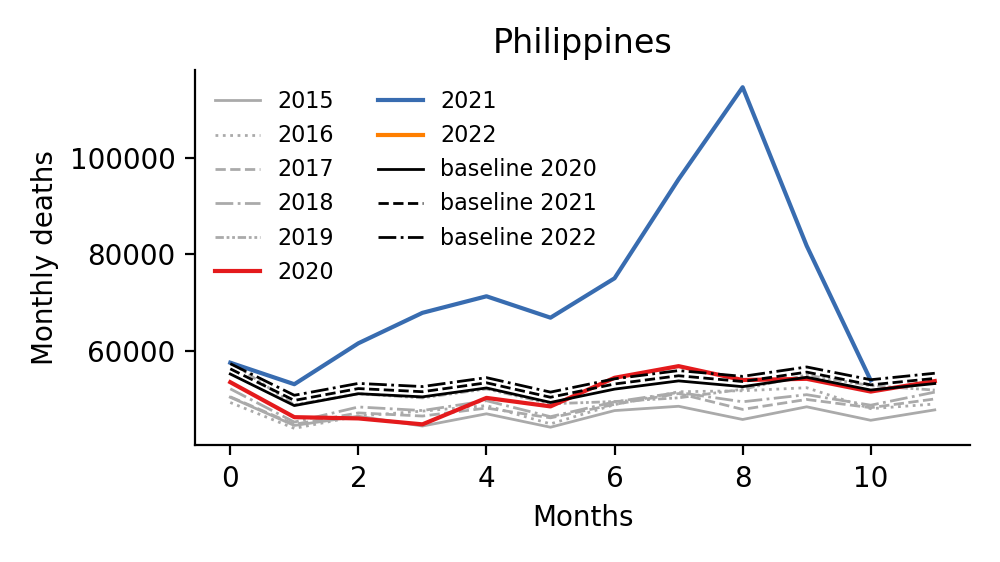 Philippines
Monthly deaths
100000
80000
60000
2015
2016
2017
2018
2019
2020
2021
2022
baseline 2020
baseline 2021
baseline 2022
0 2 4 6 8 10
Months